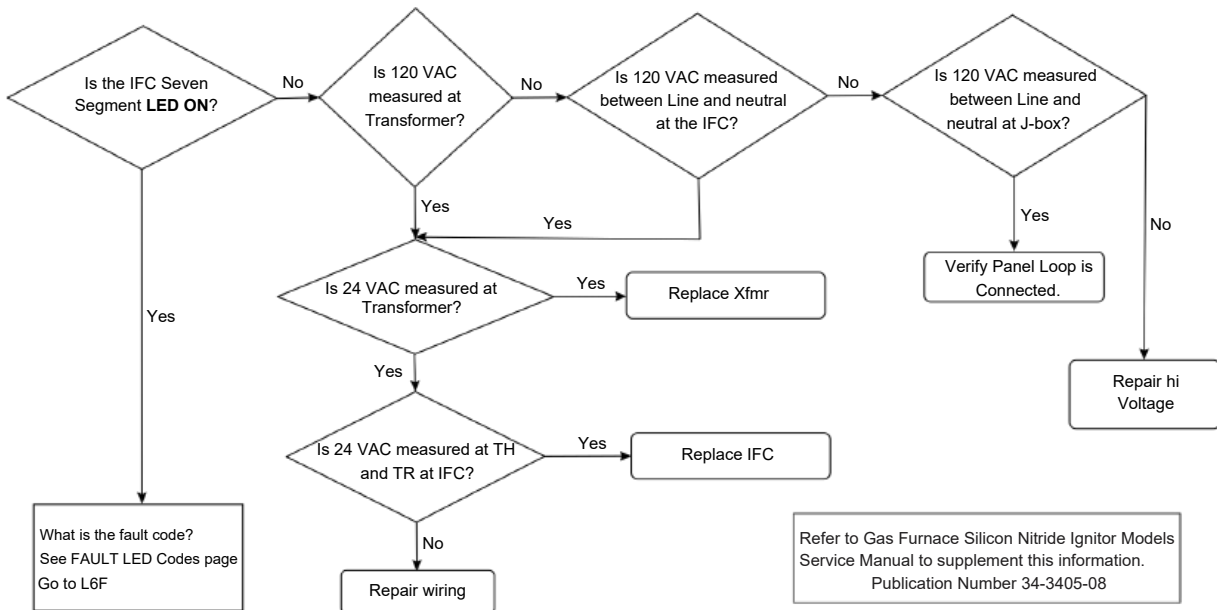 Is the IFC Seven
Segment LED ON?
No
Is 120 VAC
measured at
Transformer?
No
Is 120 VAC measured
between Line and neutral
at the IFC?
No
Is 120 VAC measured
between Line and
neutral at J-box?
Yes
Yes
Yes
No
Verify Panel Loop is
Connected.
Is 24 VAC measured at
Transformer?
Yes
Replace Xfmr
Yes
Yes
Repair hi
Voltage
Is 24 VAC measured at TH
and TR at IFC?
Yes
Replace IFC
What is the fault code?
See FAULT LED Codes page
Go to L6F
No
Repair wiring
Refer to Gas Furnace Silicon Nitride Ignitor Models
Service Manual to supplement this information.
Publication Number 34-3405-08